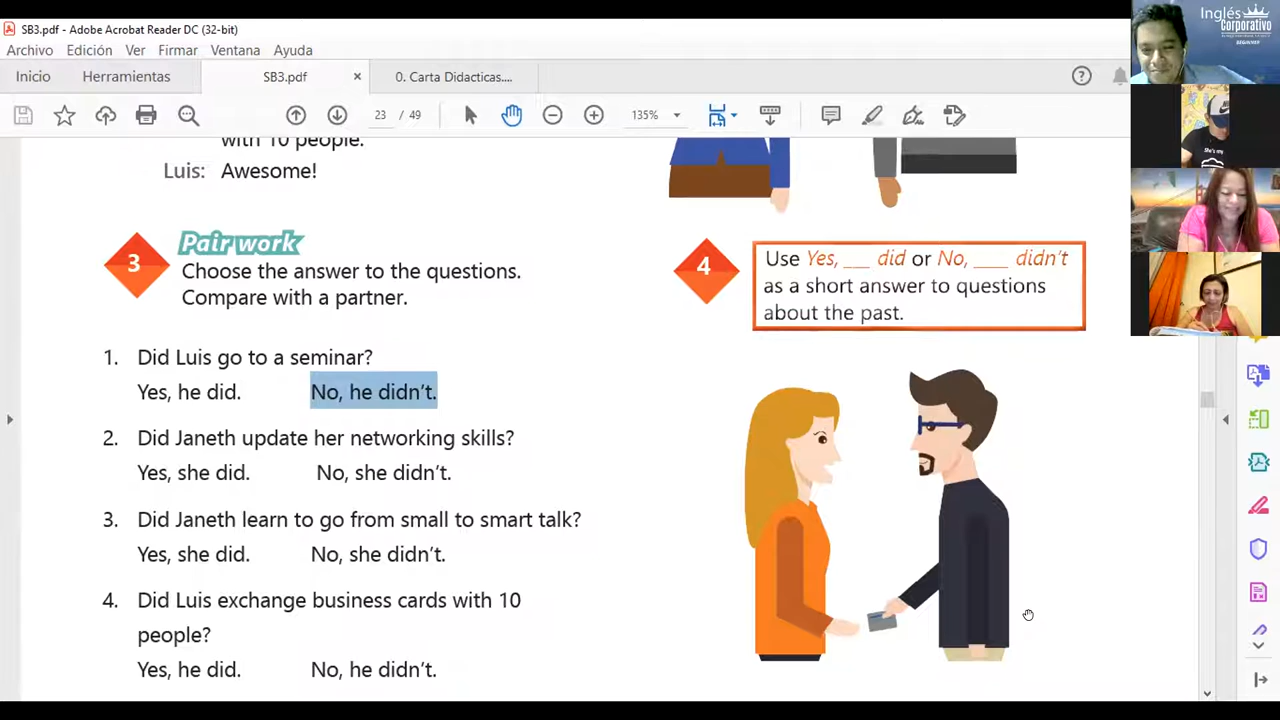 SB3.pdf - Adobe Acrobat Reader DC (32-bit)
Archivo Edición Ver Firmar Ventana Ayuda
Inicio Herramientas SB3.pdf × 0. Carta Didacticas....
23 / 49 135%
with 10 people.
Luis: Awesome!
3 Pair work
Choose the answer to the questions.
Compare with a partner.
1. Did Luis go to a seminar?
Yes, he did. No, he didn't.
2. Did Janeth update her networking skills?
Yes, she did. No, she didn't.
3. Did Janeth learn to go from small to smart talk?
Yes, she did. No, she didn't.
4. Did Luis exchange business cards with 10
people?
Yes, he did. No, he didn't.
4 Use Yes, __ did or No, ___ didn't
as a short answer to questions
about the past.
Inglés
Corporativo
BEGINNER
She's my